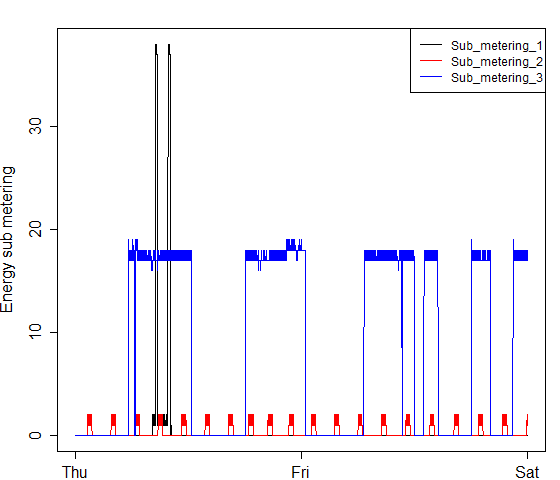 Sub_metering_1
Sub_metering_2
Sub_metering_3
Energy sub metering
30
20
10
0
Thu Fri Sat